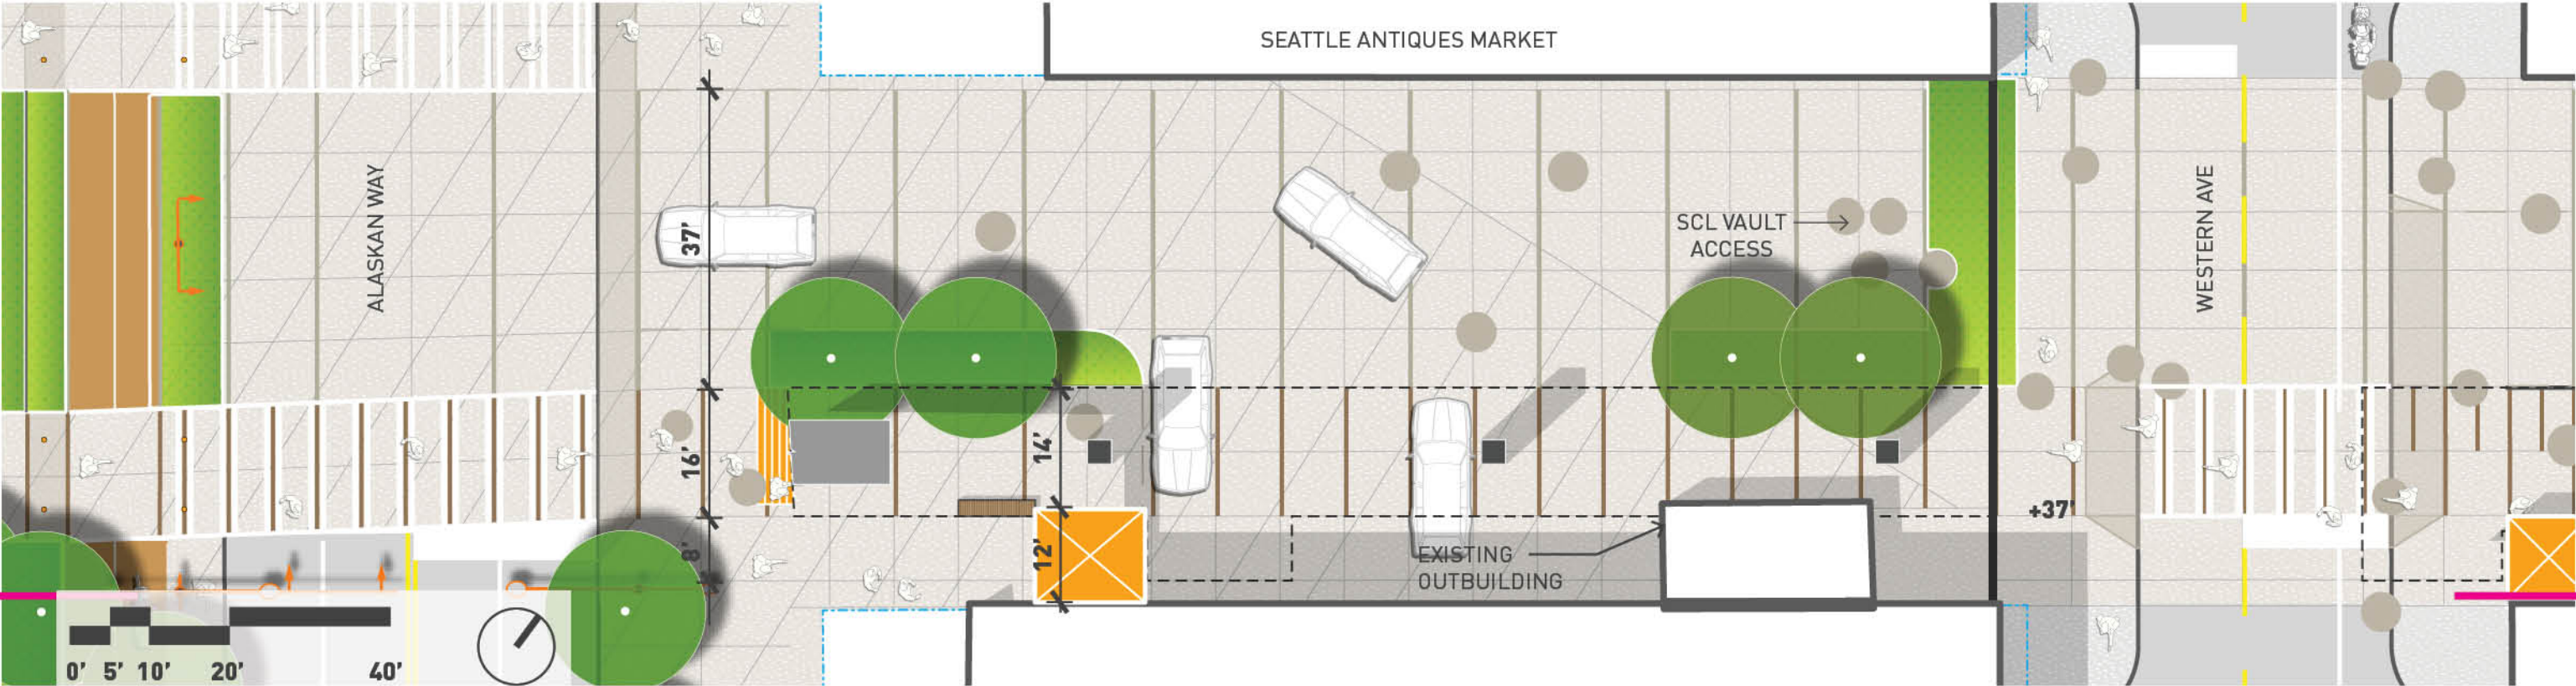 SEATTLE ANTIQUES MARKET
ALASKAN WAY
37'
SCL VAULT
ACCESS
WESTERN AVE
16'
14'
8'
12'
EXISTING
OUTBUILDING
+37'
0' 5' 10' 20' 40'